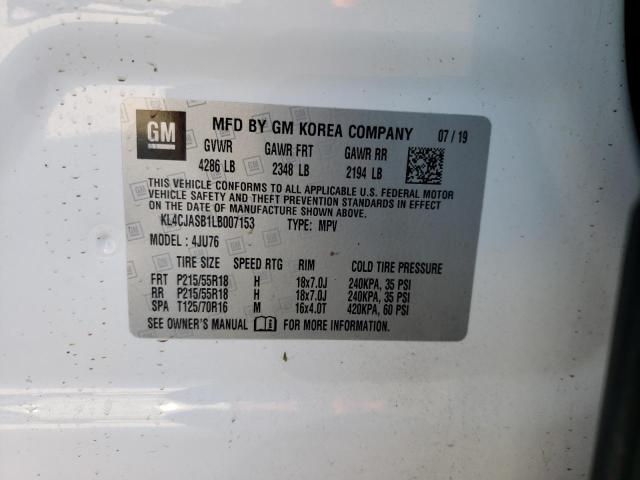 GM MFD BY GM KOREA COMPANY 07 / 19
GVWR GAWR FRT GAWR RR
4286 LB 2348 LB 2194 LB
THIS VEHICLE CONFORMS TO ALL APPLICABLE U.S. FEDERAL MOTOR
VEHICLE SAFETY AND THEFT PREVENTION STANDARDS IN EFFECT
ON THE DATE OF MANUFACTURE SHOWN ABOVE.
KL4CJASB1LB007153 TYPE: MPV
MODEL : 4JU76
TIRE SIZE SPEED RTG RIM COLD TIRE PRESSURE
FRT P215/55R18 H 18x7.0J 240KPA, 35 PSI
RR P215/55R18 H 18x7.0J 240KPA, 35 PSI
SPA T125/70R16 M 16x4.0T 420KPA, 60 PSI
SEE OWNER'S MANUAL FOR MORE INFORMATION.